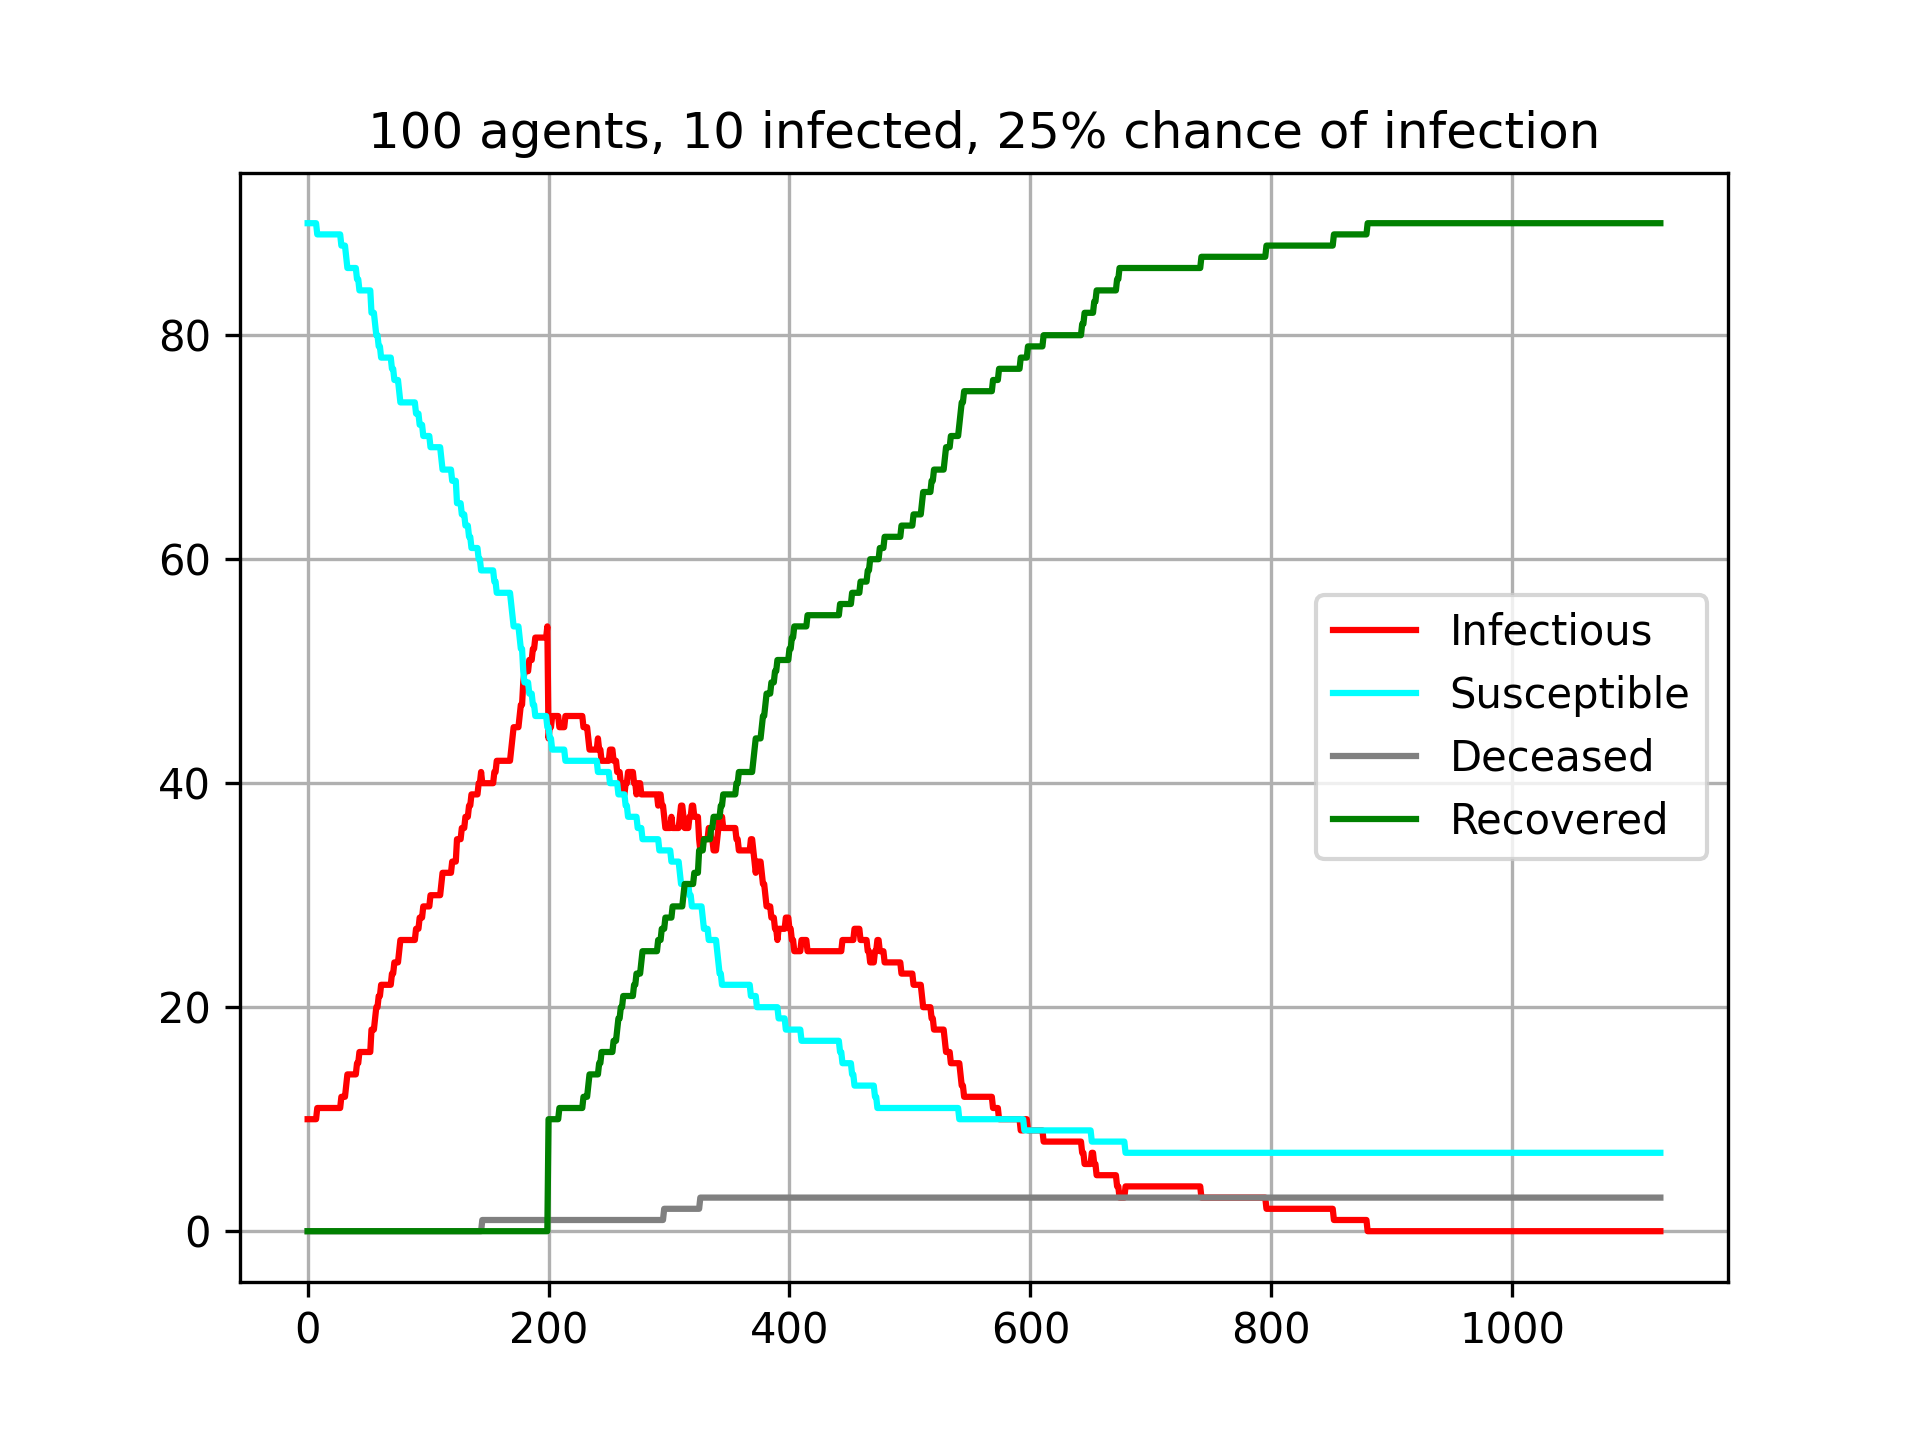 100 agents, 10 infected, 25% chance of infection
80
60
40
20
0
Infectious
Susceptible
Deceased
Recovered
0 200 400 600 800 1000